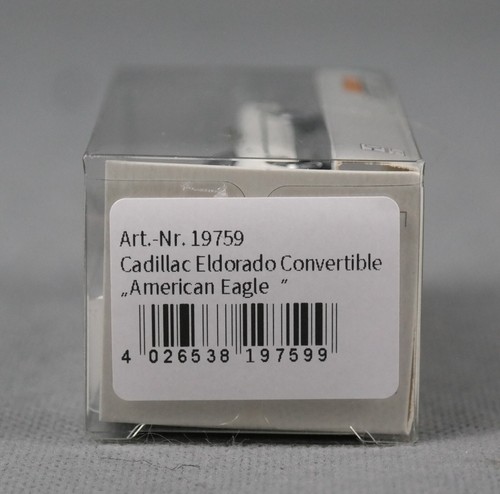 Art.-Nr. 19759
Cadillac Eldorado Convertible
„American Eagle ”
4 026538 197599